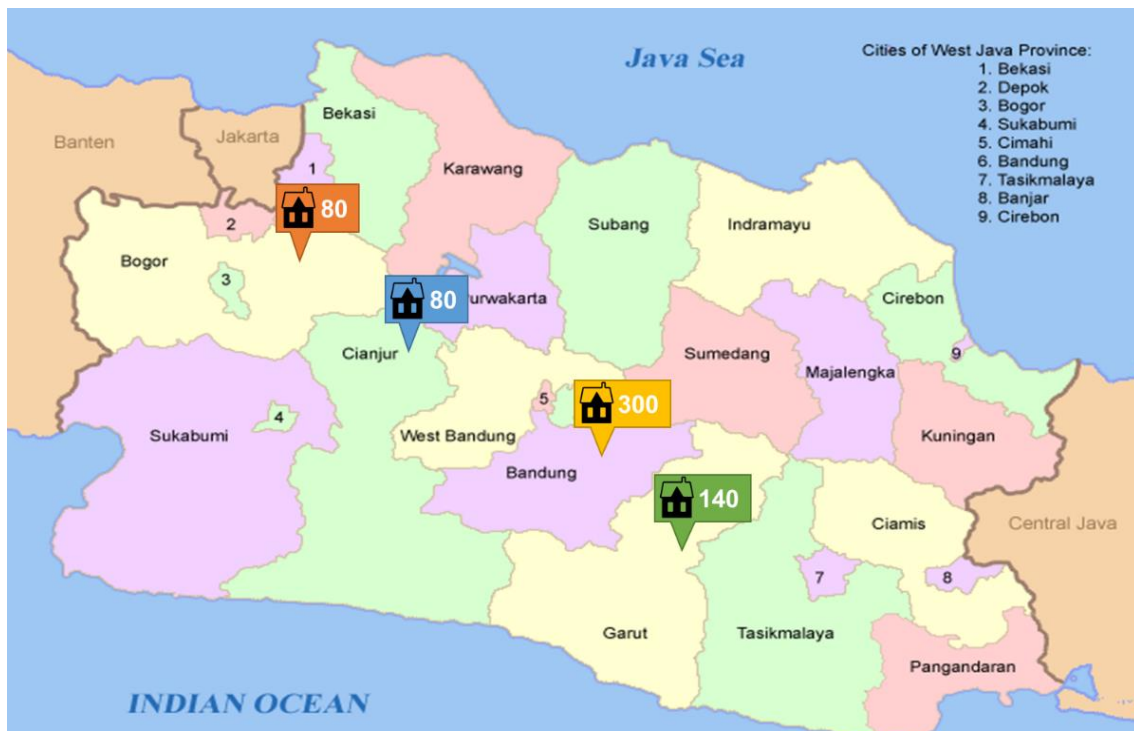 Java Sea
Cities of West Java Province:
1. Bekasi
2. Depok
3. Bogor
4. Sukabumi
5. Cimahi
6. Bandung
7. Tasikmalaya
8. Banjar
9. Cirebon
Banten
Jakarta
Bekasi
1
Karawang
80
2
Subang
Indramayu
Bogor
3
80
urwakarta
Cirebon
9
Cianjur
Sumedang
Majalengka
5
300
4
Sukabumi
West Bandung
Kuningan
Bandung
140
Ciamis
Central Java
7
8
Garut
Tasikmalaya
Pangandaran
INDIAN OCEAN